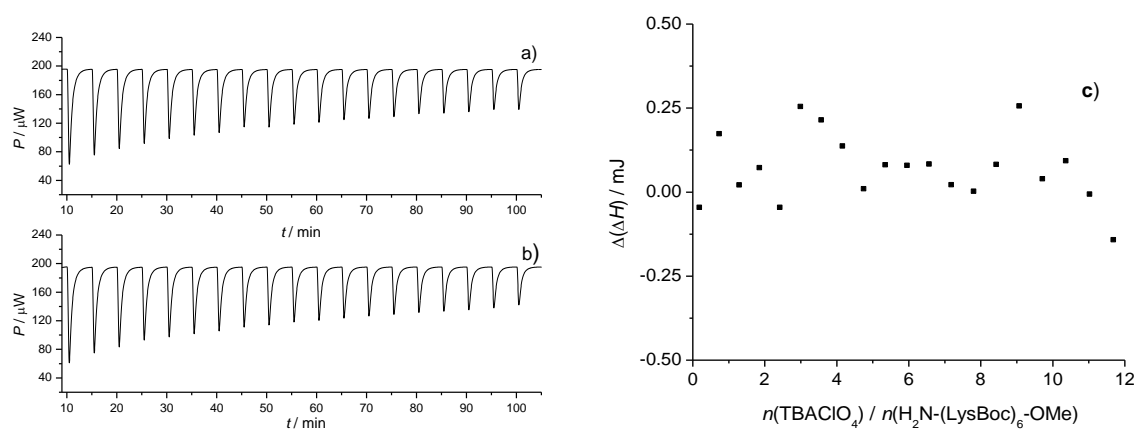 a)
240
200
160
120
80
40
P / μW
10 20 30 40 50 60 70 80 90 100
t / min
b)
240
200
160
120
80
40
P / μW
10 20 30 40 50 60 70 80 90 100
t / min
c)
0.50
0.25
0.00
-0.25
-0.50
Δ(ΔH) / mJ
0 2 4 6 8 10 12
n(TBAClO₄) / n(H₂N-(LysBoc)₆-OMe)